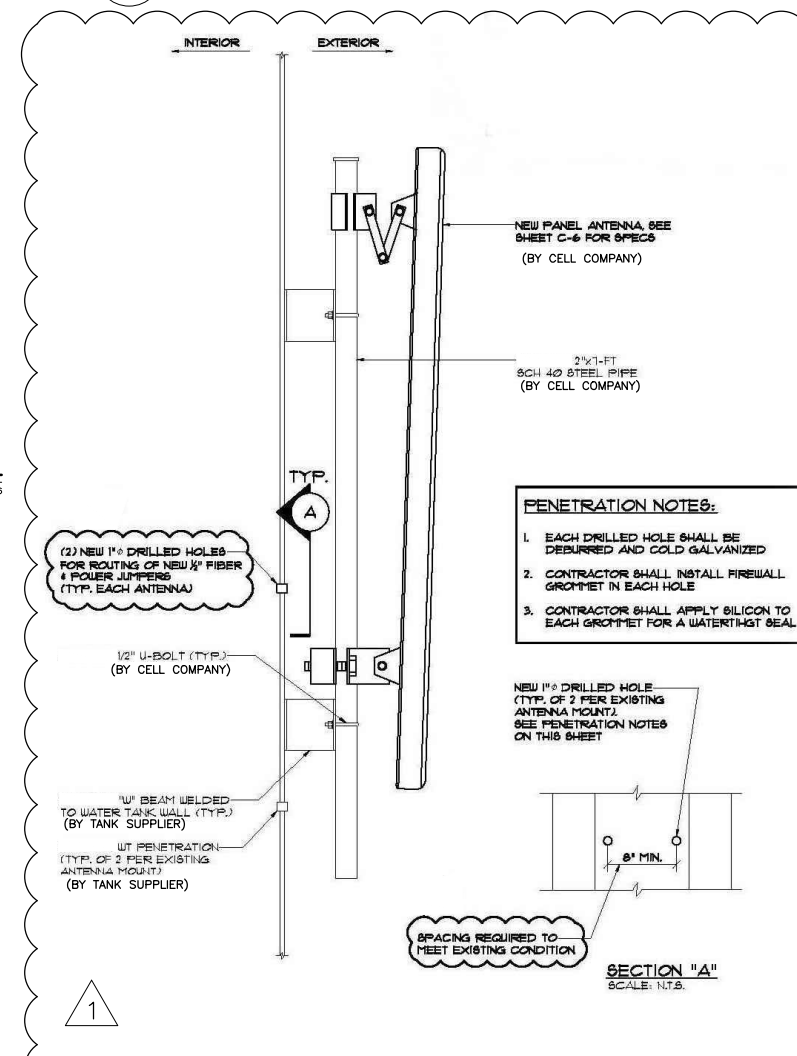 INTERIOR
EXTERIOR
NEW PANEL ANTENNA, SEE
SHEET C-6 FOR SPECS
(BY CELL COMPANY)
2"x7-FT
SCH 40 STEEL PIPE
(BY CELL COMPANY)
TYP.
A
(2) NEW 1"ø DRILLED HOLES
FOR ROUTING OF NEW ½" FIBER
& POWER JUMPERS
(TYP. EACH ANTENNA)
PENETRATION NOTES:
1. EACH DRILLED HOLE SHALL BE
DEBURRED AND COLD GALVANIZED
2. CONTRACTOR SHALL INSTALL FIREWALL
GROMMET IN EACH HOLE
3. CONTRACTOR SHALL APPLY SILICON TO
EACH GROMMET FOR A WATERTIHGT SEAL
1/2" U-BOLT (TYP.)
(BY CELL COMPANY)
NEW 1"ø DRILLED HOLE
(TYP. OF 2 PER EXISTING
ANTENNA MOUNT).
SEE PENETRATION NOTES
ON THIS SHEET
"W" BEAM WELDED
TO WATER TANK WALL (TYP.)
(BY TANK SUPPLIER)
WT PENETRATION
(TYP. OF 2 PER EXISTING
ANTENNA MOUNT)
(BY TANK SUPPLIER)
8" MIN.
SPACING REQUIRED TO
MEET EXISTING CONDITION
SECTION "A"
SCALE: N.T.S.
1